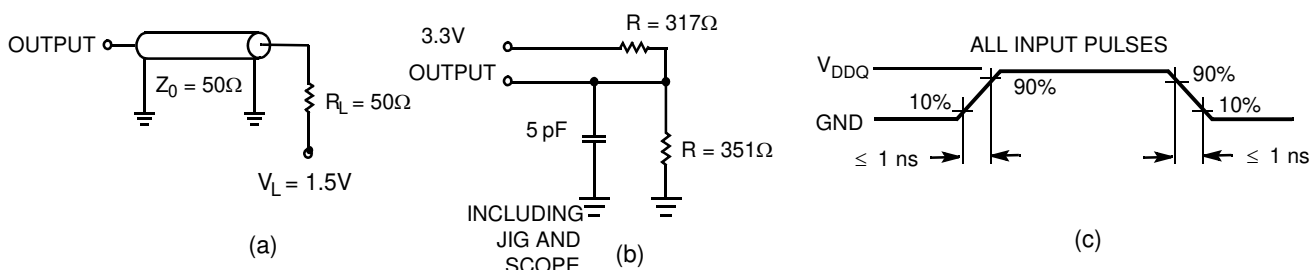 OUTPUT
Z0 = 50Ω
RL = 50Ω
VL = 1.5V
(a)
R = 317Ω
3.3V
OUTPUT
5 pF
R = 351Ω
INCLUDING
JIG AND
SCOPE
(b)
ALL INPUT PULSES
VDDQ
90%
90%
10%
10%
GND
≤ 1 ns
≤ 1 ns
(c)